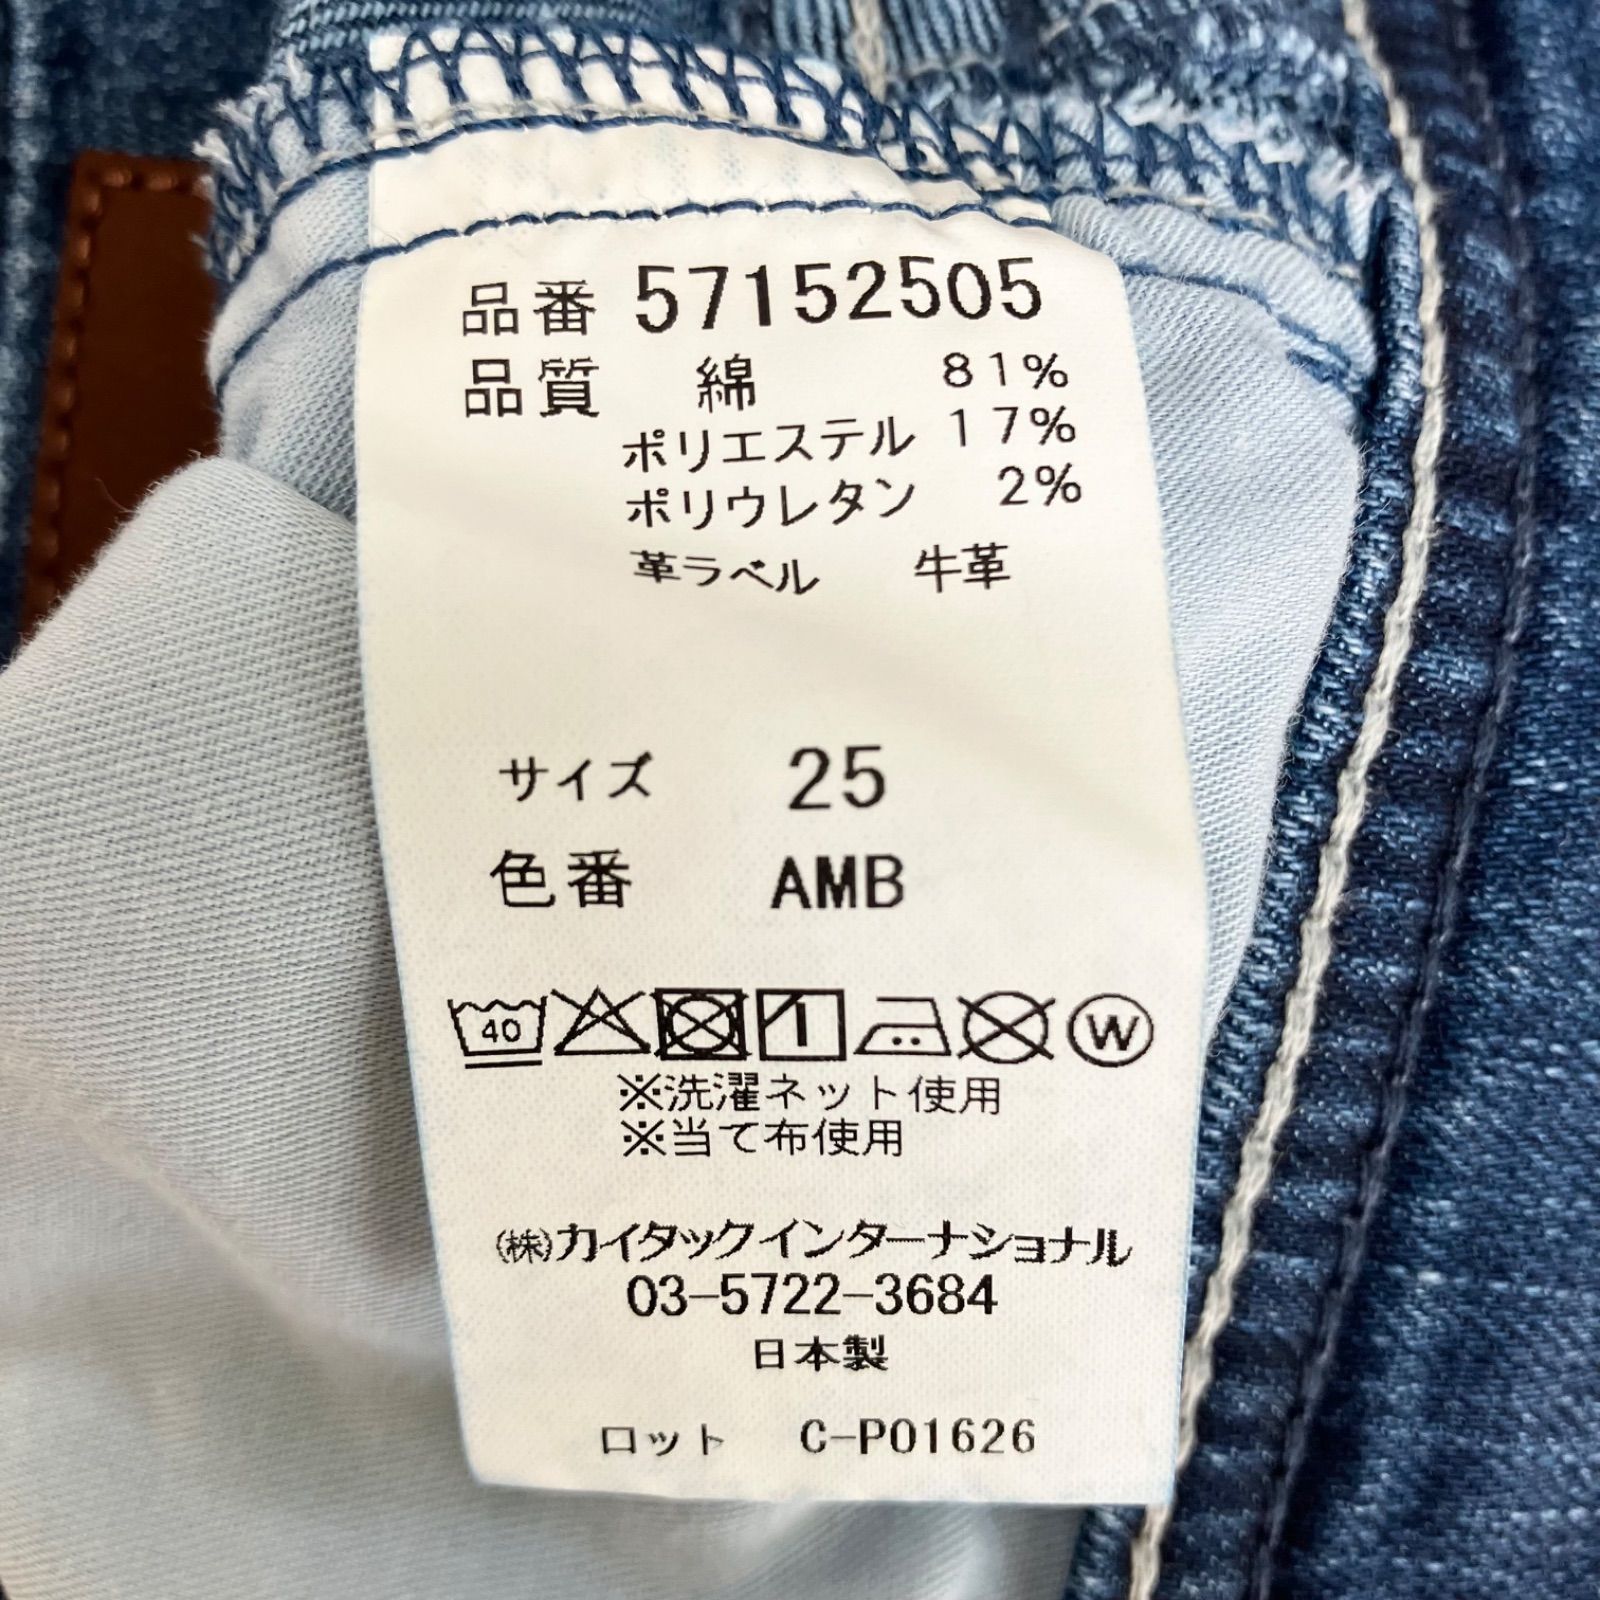 品番 57152505
品質 綿 81%
ポリエステル 17%
ポリウレタン 2%
革ラベル 牛革
サイズ 25
色番 AMB
40 W
※洗濯ネット使用
※当て布使用
㈱カイタックインターナショナル
03-5722-3684
日本製
ロット C-P01626